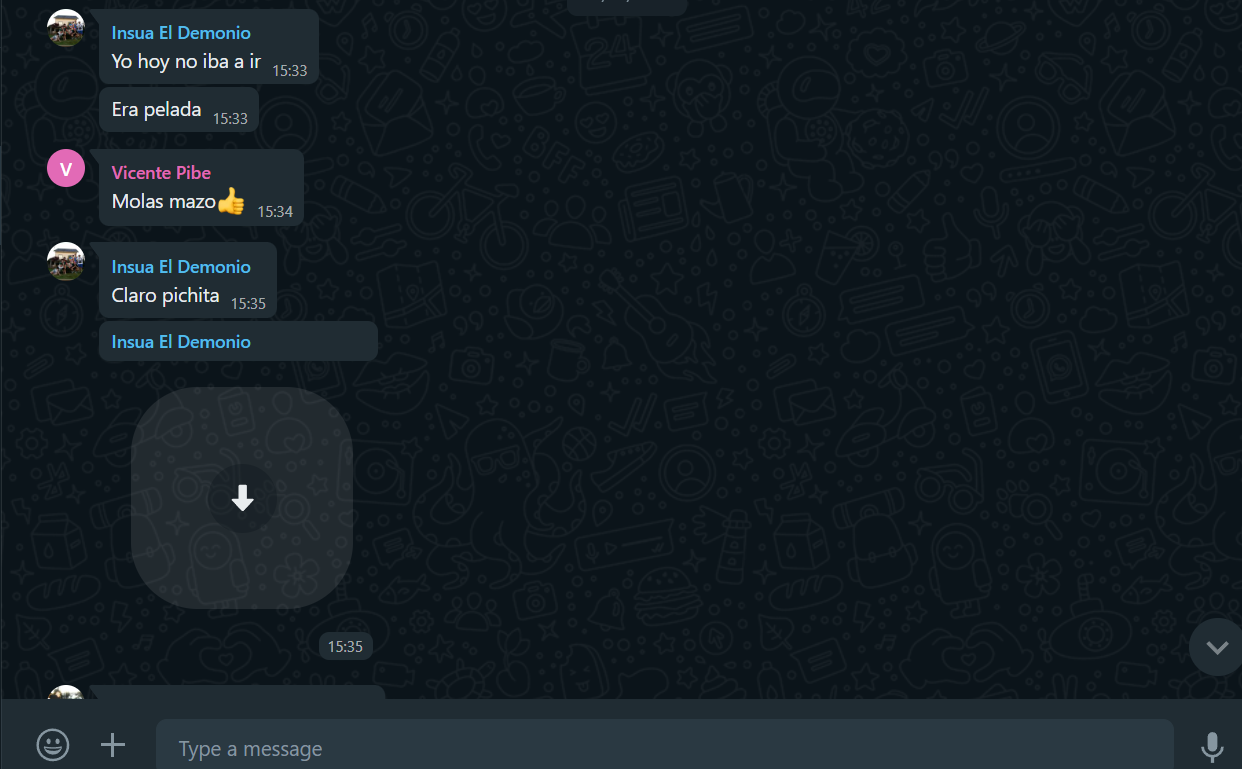 Insua El Demonio
Yo hoy no iba a ir 15:33
Era pelada 15:33
V
Vicente Pibe
Molas mazo👍 15:34
Insua El Demonio
Claro pichita 15:35
Insua El Demonio
15:35
Type a message